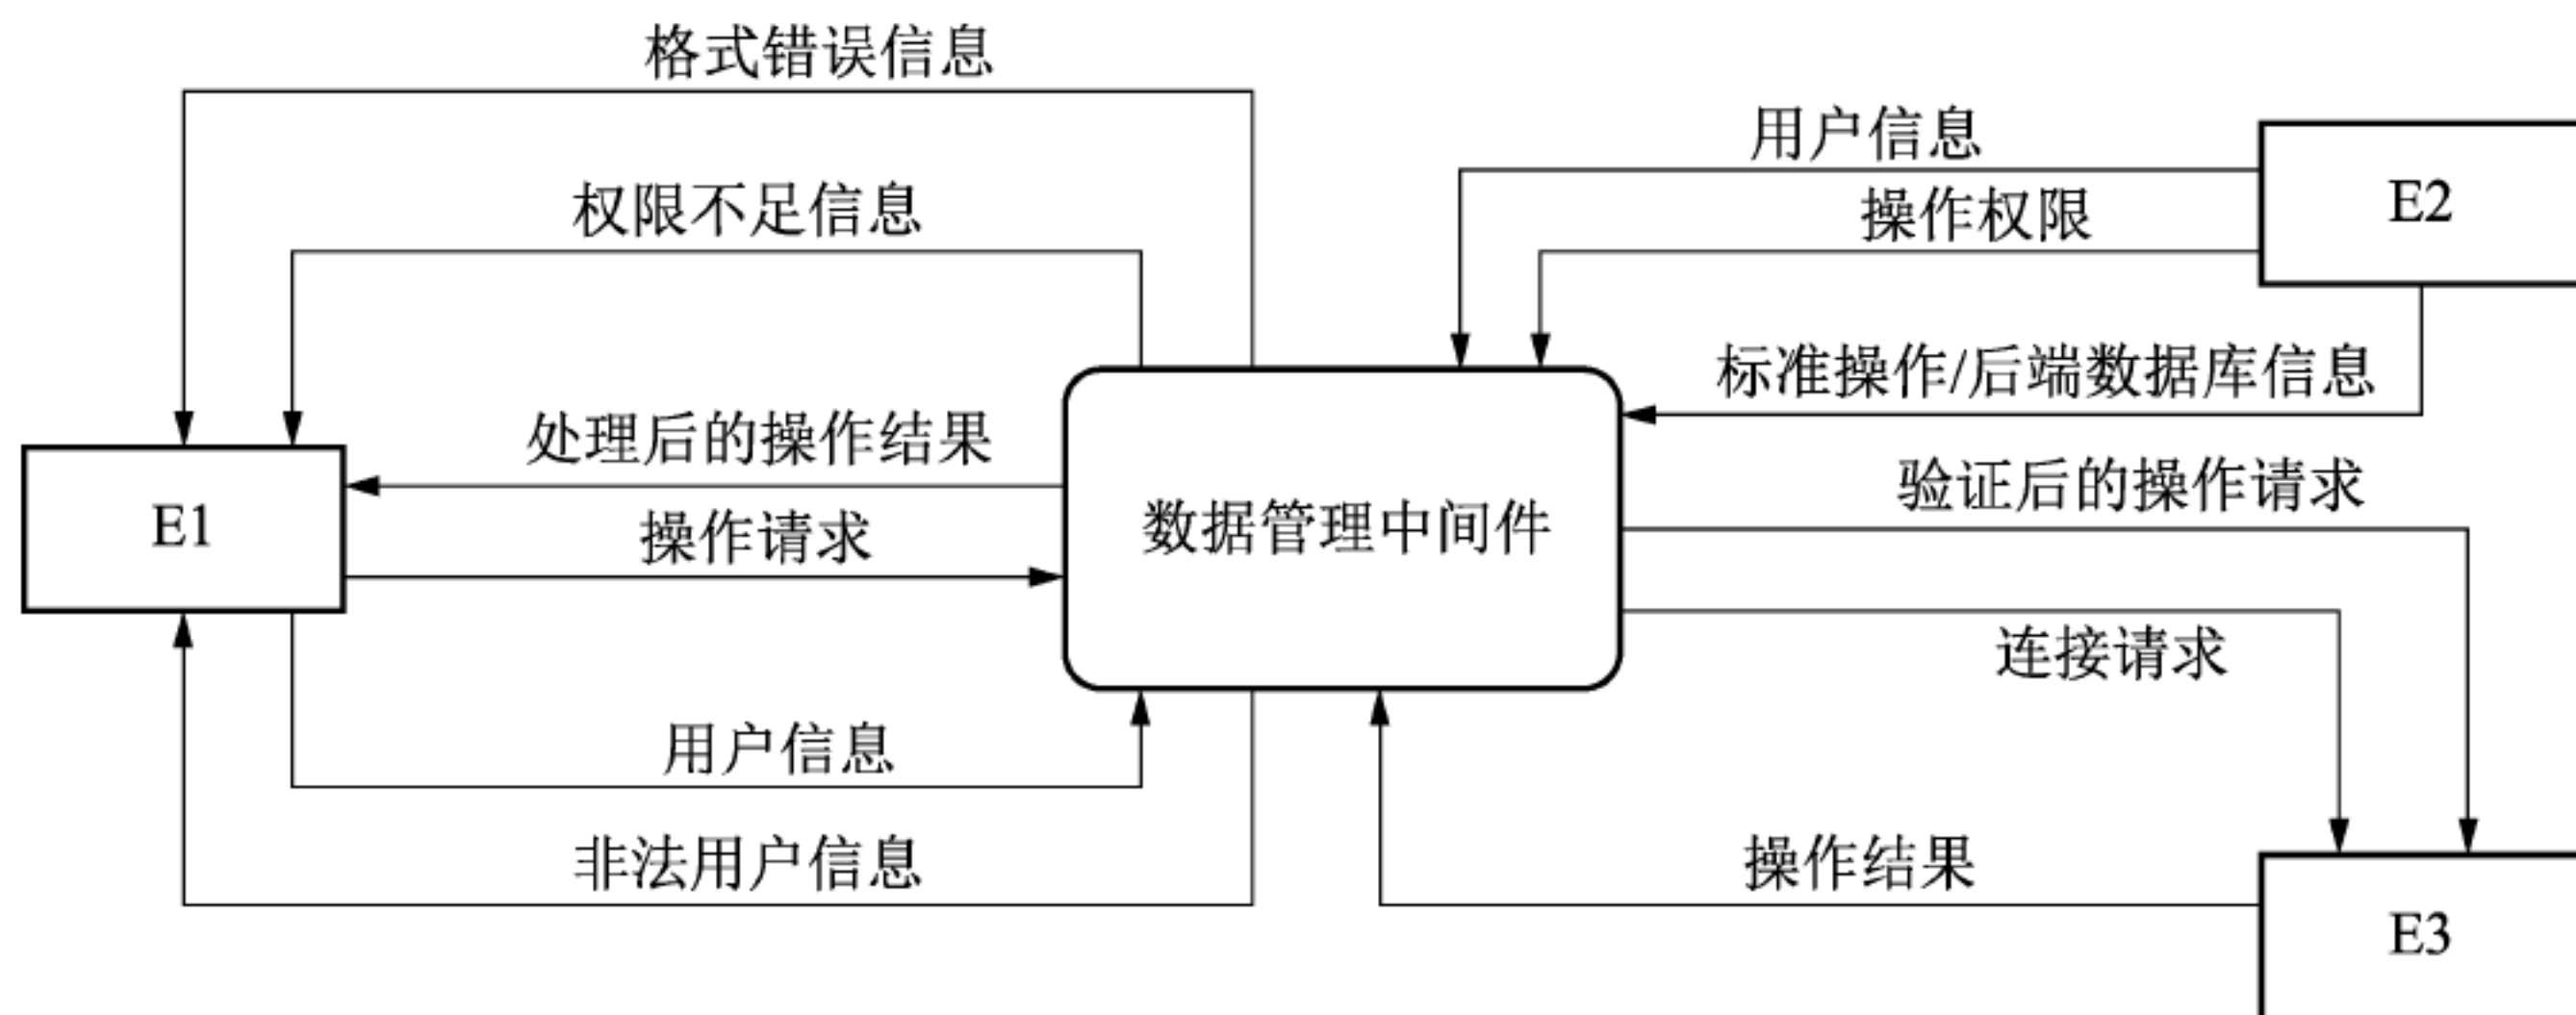 格式错误信息
用户信息
E2
权限不足信息
操作权限
标准操作/后端数据库信息
处理后的操作结果
验证后的操作请求
E1
操作请求
数据管理中间件
连接请求
用户信息
非法用户信息
操作结果
E3